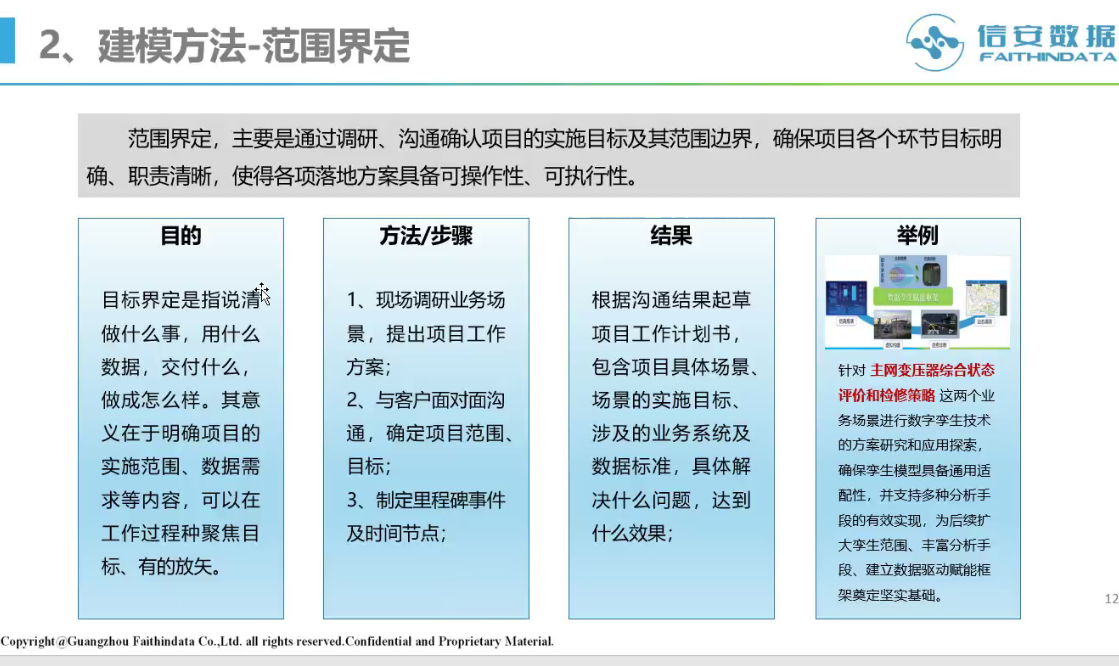 2、建模方法-范围界定
信安数据
FAITHINDATA
范围界定，主要是通过调研、沟通确认项目的实施目标及其范围边界，确保项目各个环节目标明
确、职责清晰，使得各项落地方案具备可操作性、可执行性。
目的
目标界定是指说清
做什么事，用什么
数据，交付什么，
做成怎么样。其意
义在于明确项目的
实施范围、数据需
求等内容，可以在
工作过程种聚焦目
标、有的放矢。
方法/步骤
1、现场调研业务场
景，提出项目工作
方案；
2、与客户面对面沟
通，确定项目范围、
目标；
3、制定里程碑事件
及时间节点；
结果
根据沟通结果起草
项目工作计划书，
包含项目具体场景、
场景的实施目标、
涉及的业务系统及
数据标准，具体解
决什么问题，达到
什么效果；
举例
针对 主网变压器综合状态
评价和检修策略 这两个业
务场景进行数字孪生技术
的方案研究和应用探索，
确保孪生模型具备通用适
配性，并支持多种分析手
段的有效实现，为后续扩
大孪生范围、丰富分析手
段、建立数据驱动赋能框
架奠定坚实基础。
12
Copyright@Guangzhou Faithindata Co.,Ltd. all rights reserved.Confidential and Proprietary Material.